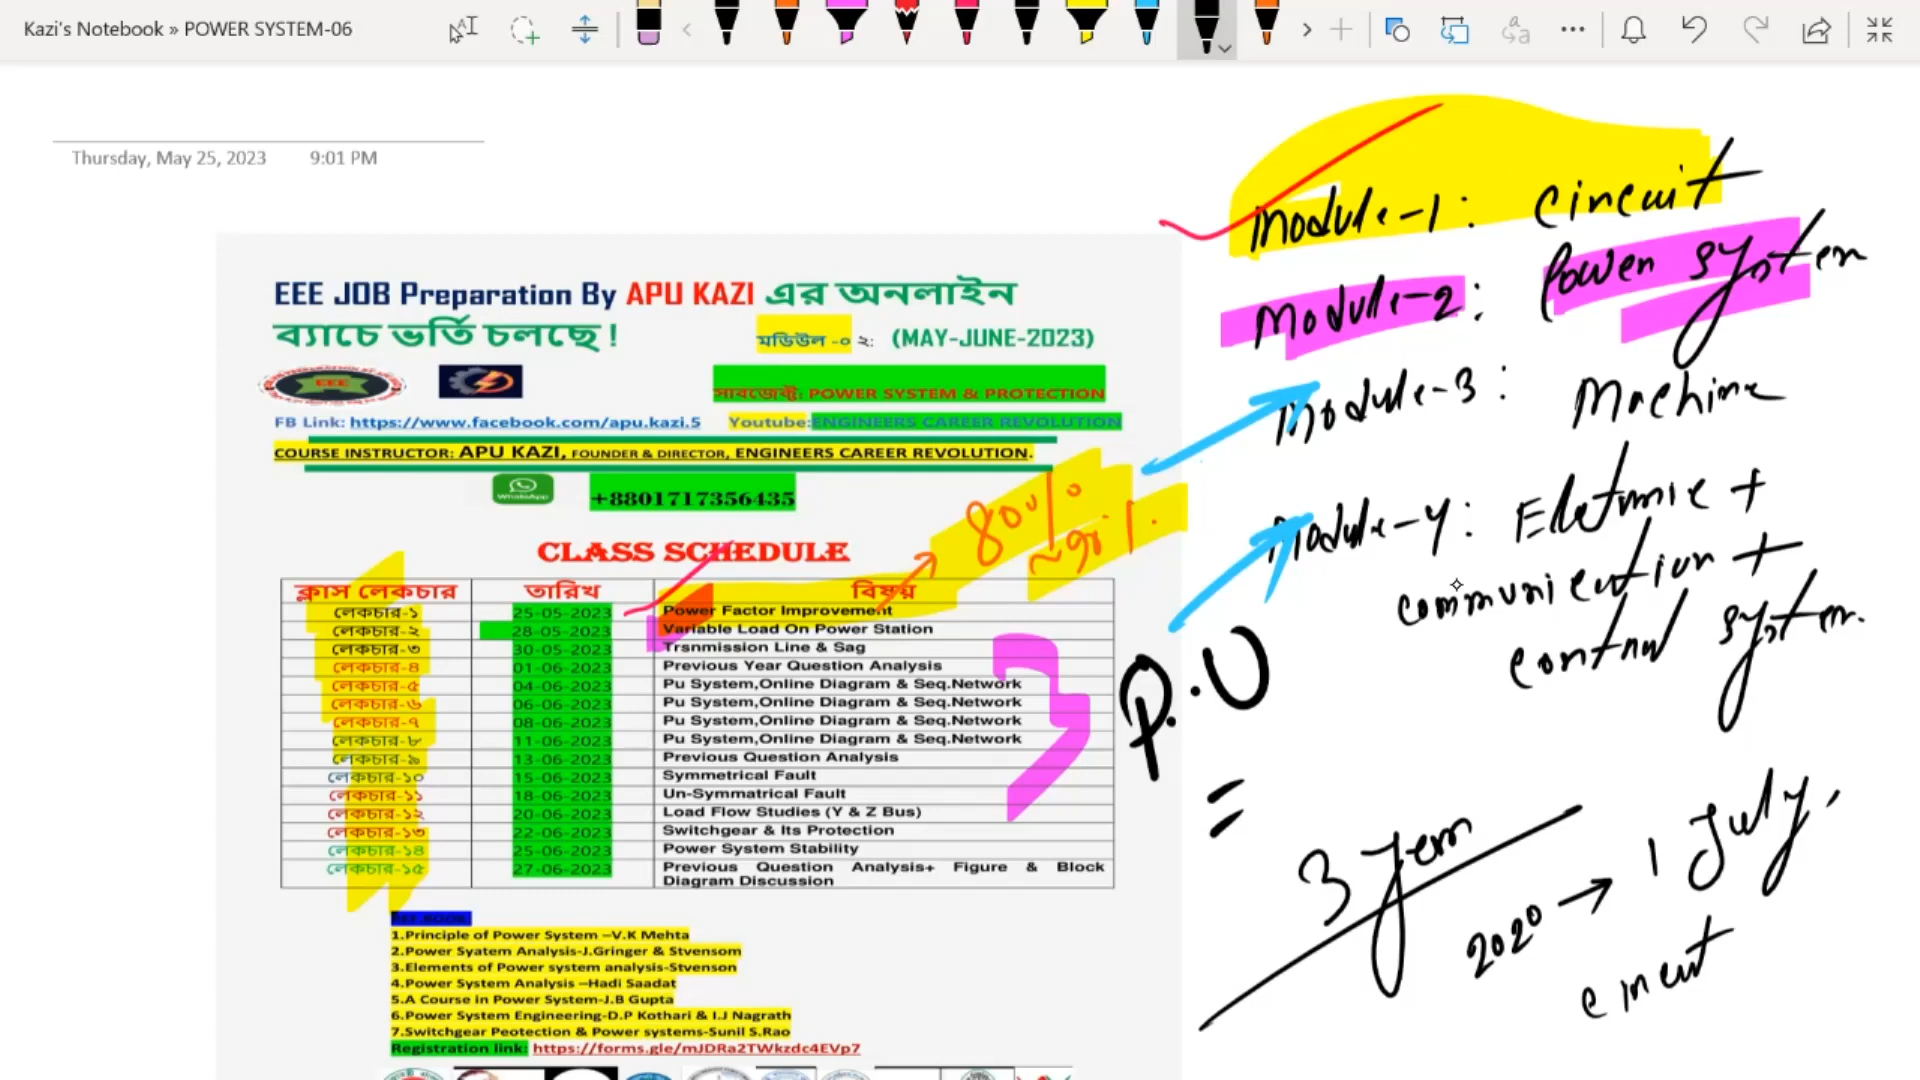 Kazi's Notebook » POWER SYSTEM-06
Thursday, May 25, 2023 9:01 PM
EEE JOB Preparation By APU KAZI এর অনলাইন
ব্যাচে ভর্তি চলছে !
মডিউল -০ ২: (MAY-JUNE-2023)
EEE
সাবজেক্ট: POWER SYSTEM & PROTECTION
FB Link: https://www.facebook.com/apu.kazi.5 Youtube:ENGINEERS CAREER REVOLUTION
COURSE INSTRUCTOR: APU KAZI, FOUNDER & DIRECTOR, ENGINEERS CAREER REVOLUTION.
WhatsApp +8801717356435
CLASS SCHEDULE
ক্লাস লেকচার তারিখ বিষয়
লেকচার-১ 25-05-2023 Power Factor Improvement
লেকচার-২ 28-05-2023 Variable Load On Power Station
লেকচার-৩ 30-05-2023 Trsnmission Line & Sag
লেকচার-৪ 01-06-2023 Previous Year Question Analysis
লেকচার-৫ 04-06-2023 Pu System,Online Diagram & Seq.Network
লেকচার-৬ 06-06-2023 Pu System,Online Diagram & Seq.Network
লেকচার-৭ 08-06-2023 Pu System,Online Diagram & Seq.Network
লেকচার-৮ 11-06-2023 Pu System,Online Diagram & Seq.Network
লেকচার-৯ 13-06-2023 Previous Question Analysis
লেকচার-১০ 15-06-2023 Symmetrical Fault
লেকচার-১১ 18-06-2023 Un-Symmatrical Fault
লেকচার-১২ 20-06-2023 Load Flow Studies (Y & Z Bus)
লেকচার-১৩ 22-06-2023 Switchgear & Its Protection
লেকচার-১৪ 25-06-2023 Power System Stability
লেকচার-১৫ 27-06-2023 Previous Question Analysis+ Figure & Block
Diagram Discussion
1.Principle of Power System –V.K Mehta
2.Power Syatem Analysis-J.Gringer & Stvensom
3.Elements of Power system analysis-Stvenson
4.Power System Analysis –Hadi Saadat
5.A Course in Power System-J.B Gupta
6.Power System Engineering-D.P Kothari & I.J Nagrath
7.Switchgear Peotection & Power systems-Sunil S.Rao
Registration link: https://forms.gle/mJDRa2TWkzdc4EVp7
Module-1: Circuit
Module-2: Power System
Module-3: Machine
Module-4: Eletronic +
communication +
control system.
P.U
=
3 Year
2020 → 1 July,